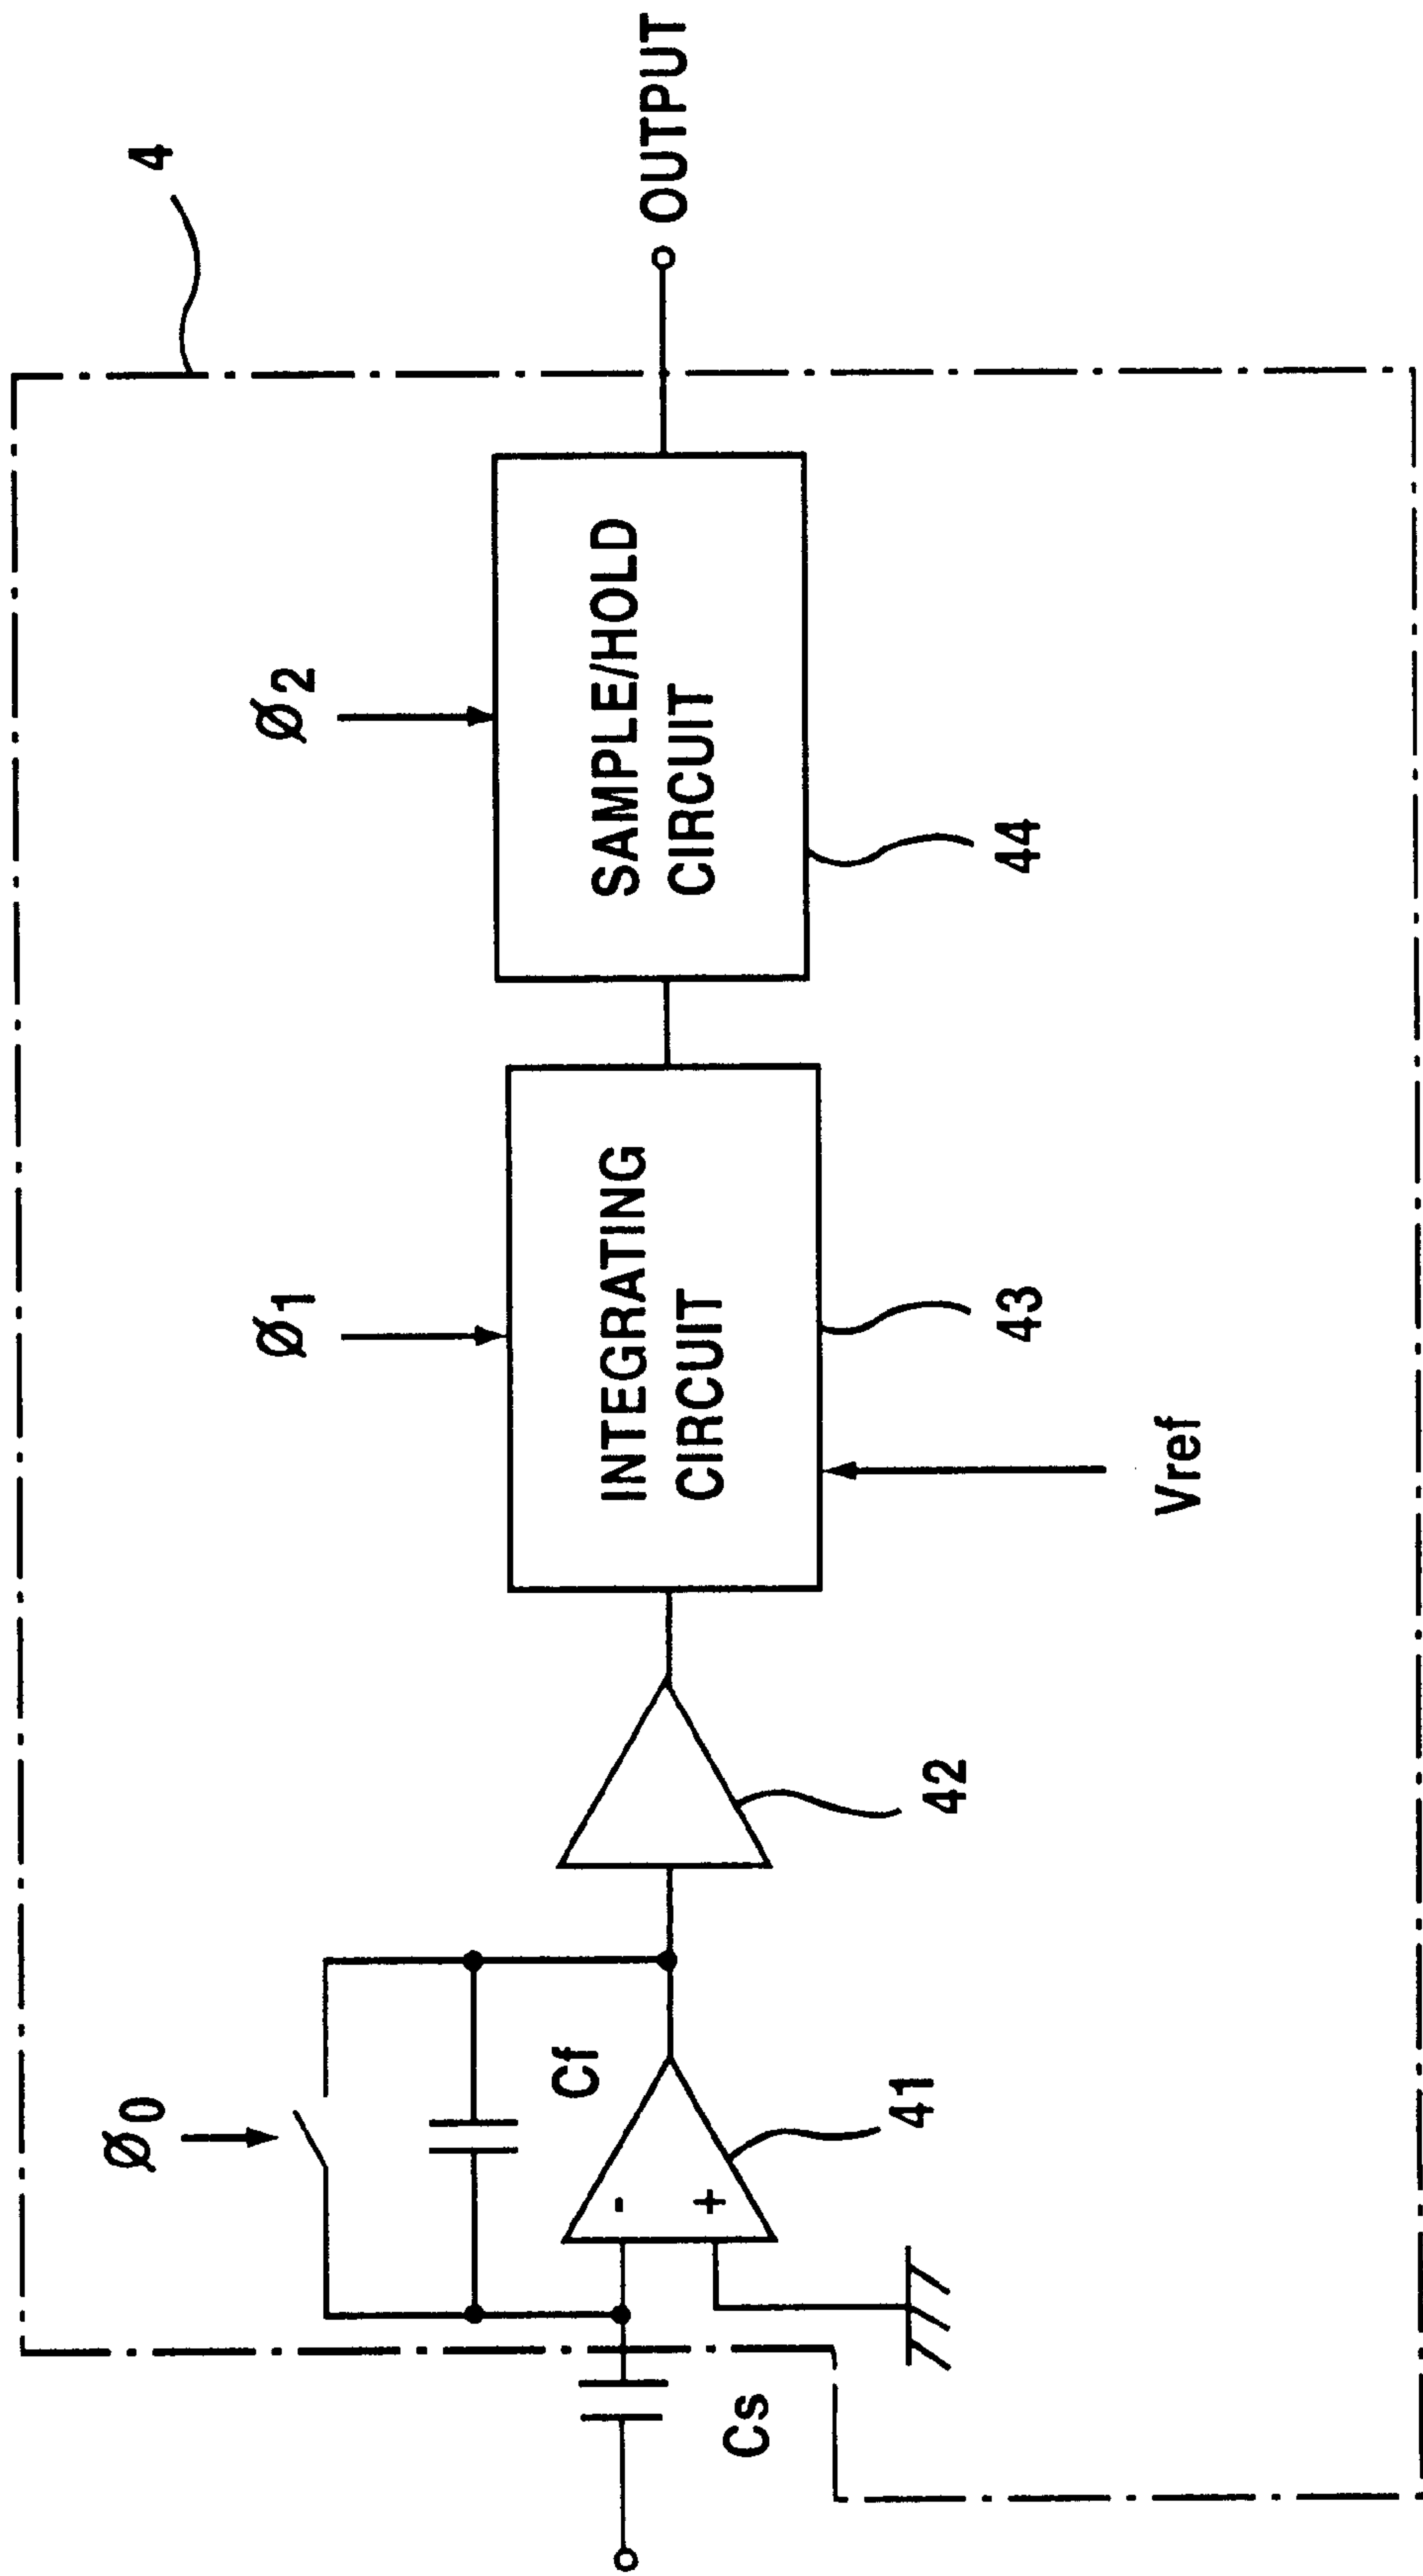 4
Ø0
Ø1
Ø2
Cf
-
+
INTEGRATING
CIRCUIT
SAMPLE/HOLD
CIRCUIT
OUTPUT
Cs
41
42
43
44
Vref